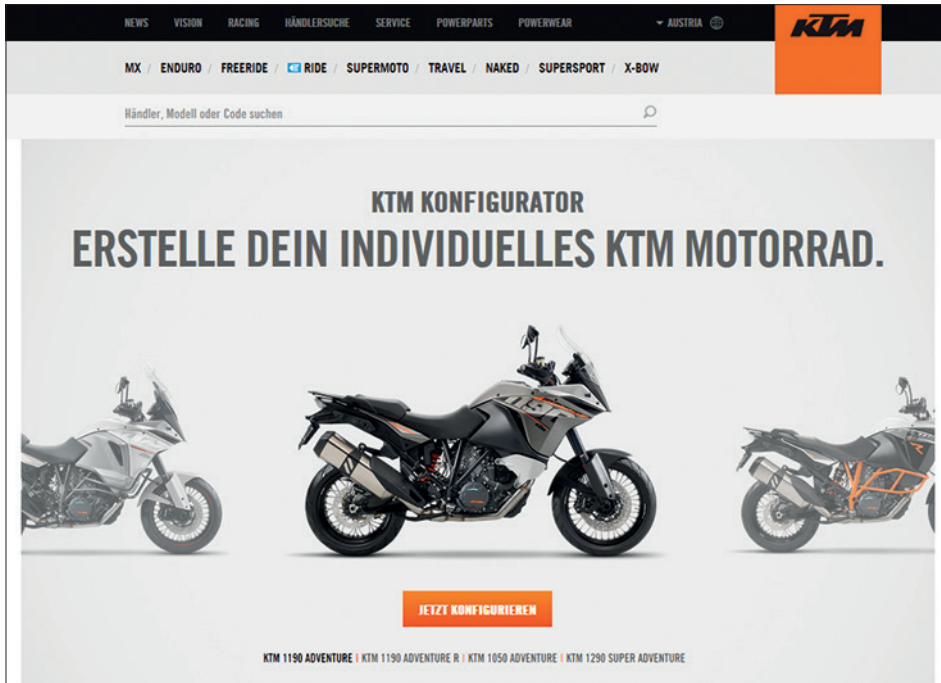 NEWS VISION RACING HÄNDLERSUCHE SERVICE POWERPARTS POWERWEAR AUSTRIA
KTM
MX / ENDURO / FREERIDE / RIDE / SUPERMOTO / TRAVEL / NAKED / SUPERSPORT / X-BOW
Händler, Modell oder Code suchen
KTM KONFIGURATOR
ERSTELLE DEIN INDIVIDUELLES KTM MOTORRAD.
JETZT KONFIGURIEREN
KTM 1190 ADVENTURE | KTM 1190 ADVENTURE R | KTM 1050 ADVENTURE | KTM 1290 SUPER ADVENTURE